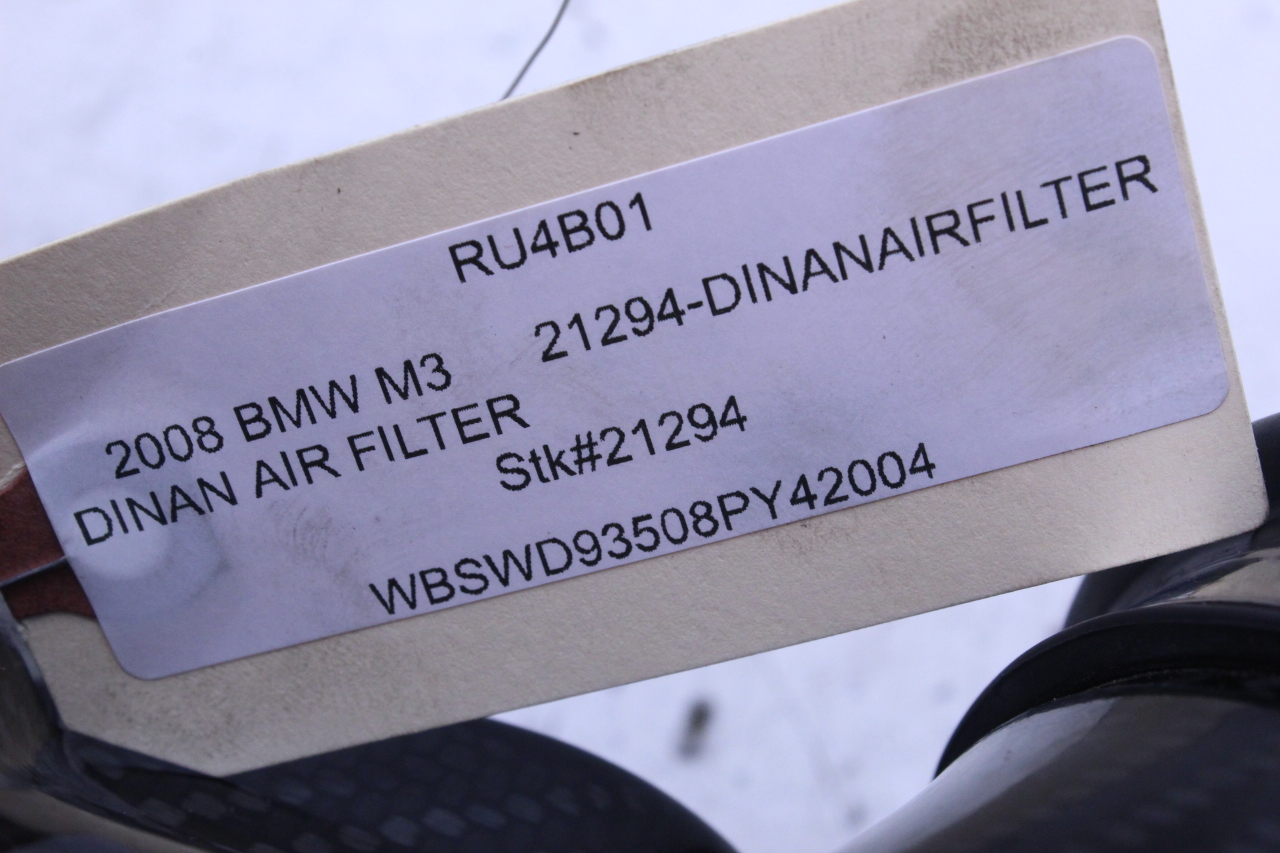 RU4B01
2008 BMW M3 21294-DINANAIRFILTER
DINAN AIR FILTER
Stk#21294
WBSWD93508PY42004